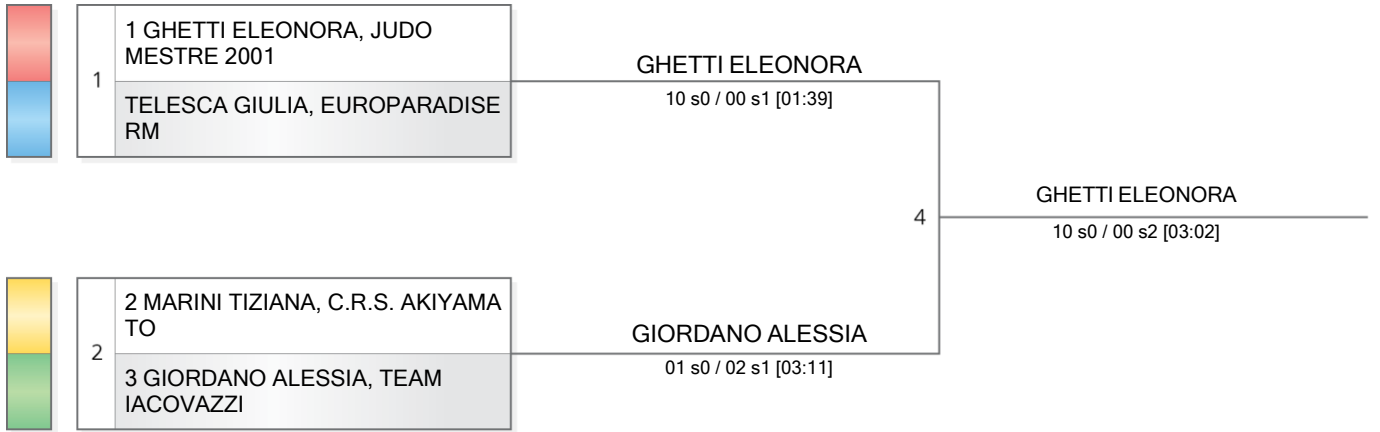 1
1 GHETTI ELEONORA, JUDO
MESTRE 2001
TELESCA GIULIA, EUROPARADISE
RM
GHETTI ELEONORA
10 s0 / 00 s1 [01:39]
4
GHETTI ELEONORA
10 s0 / 00 s2 [03:02]
2
2 MARINI TIZIANA, C.R.S. AKIYAMA
TO
3 GIORDANO ALESSIA, TEAM
IACOVAZZI
GIORDANO ALESSIA
01 s0 / 02 s1 [03:11]